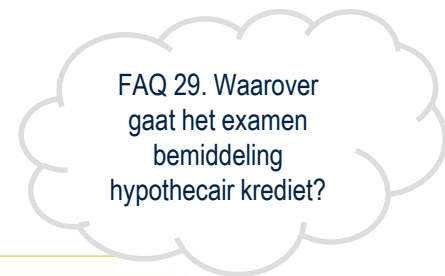 FAQ 29. Waarover
gaat het examen
bemiddeling
hypothecair krediet?